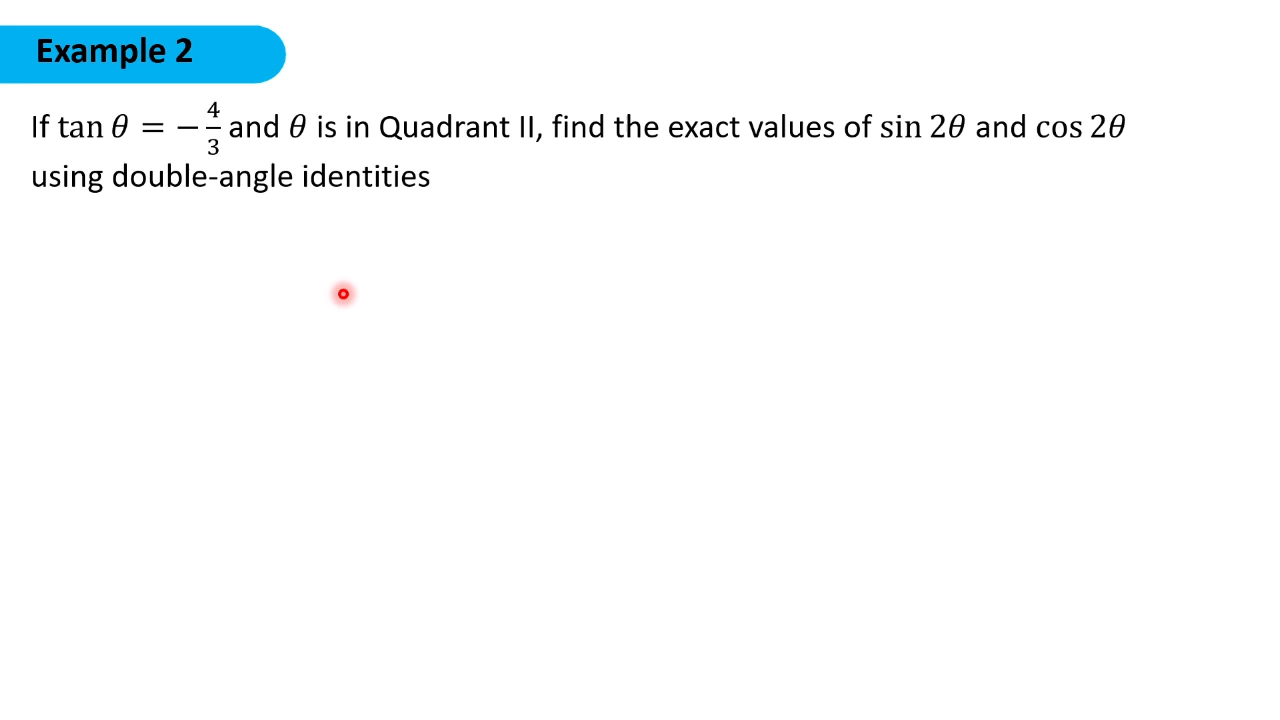 Example 2
If tan 𝜃 = −4/3 and 𝜃 is in Quadrant II, find the exact values of sin 2𝜃 and cos 2𝜃
using double-angle identities